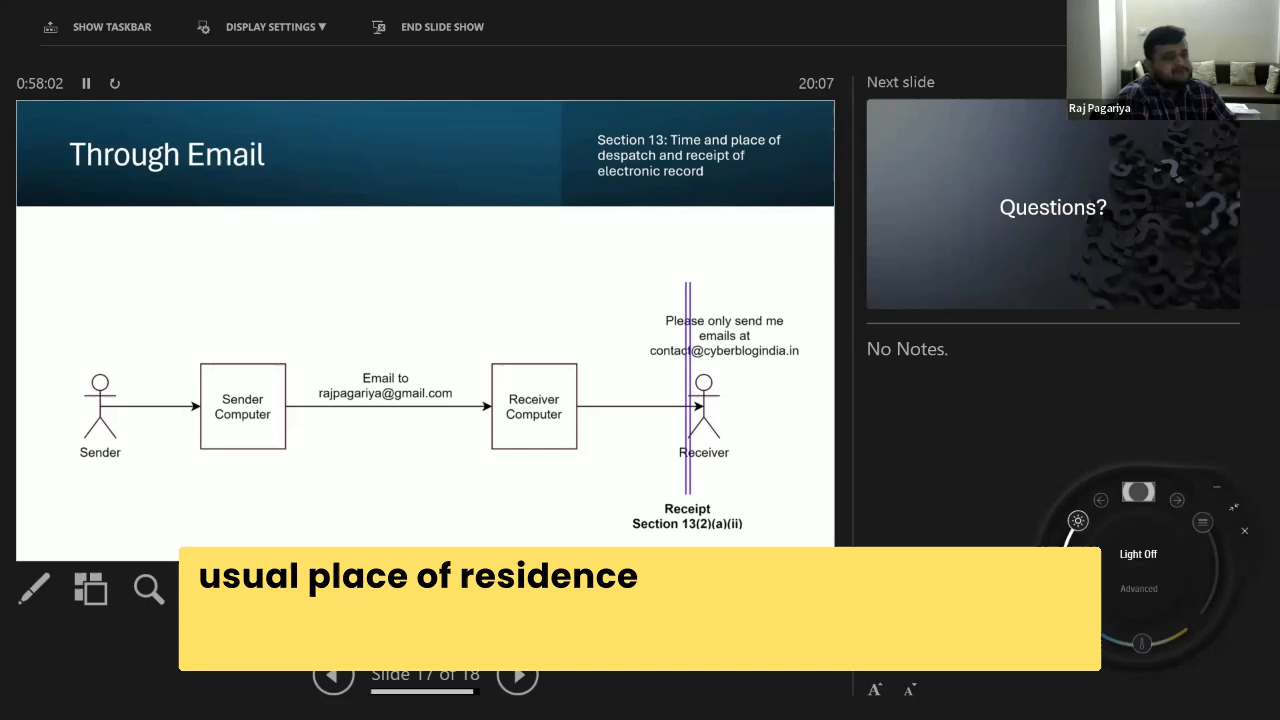 SHOW TASKBAR
DISPLAY SETTINGS ▼
END SLIDE SHOW
0:58:02
20:07
Next slide
Raj Pagariya
Through Email
Section 13: Time and place of
despatch and receipt of
electronic record
Questions?
Please only send me
emails at
contact@cyberblogindia.in
No Notes.
Email to
rajpagariya@gmail.com
Sender
Computer
Receiver
Computer
Sender
Receiver
Receipt
Section 13(2)(a)(ii)
Light Off
Advanced
usual place of residence
Slide 17 of 18
A
A